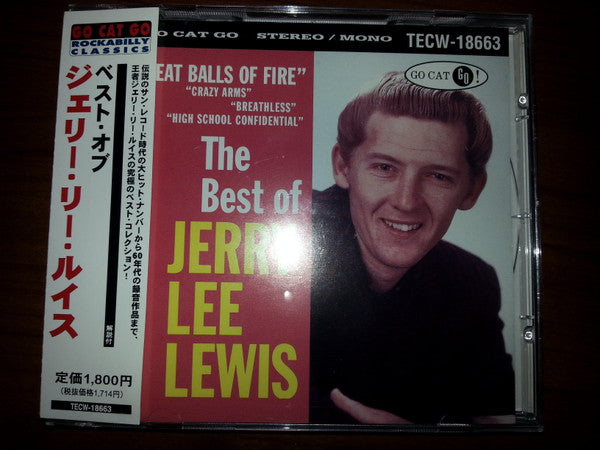 GO CAT GO
ROCKABILLY
CLASSICS
ベスト・オブ
ジェリー・リー・ルイス
伝説のサン・レコード時代の大ヒット・ナンバーから60年代の録音作品まで、
王者ジェリー・リー・ルイスの究極のベスト・コレクション!
解説付
定価1,800円
(税抜価格1,714円)
TECW-18663
O CAT GO STEREO / MONO TECW-18663
EAT BALLS OF FIRE”
“CRAZY ARMS”
“BREATHLESS”
“HIGH SCHOOL CONFIDENTIAL”
GO CAT GO!
The
Best of
JERRY
LEE
LEWIS